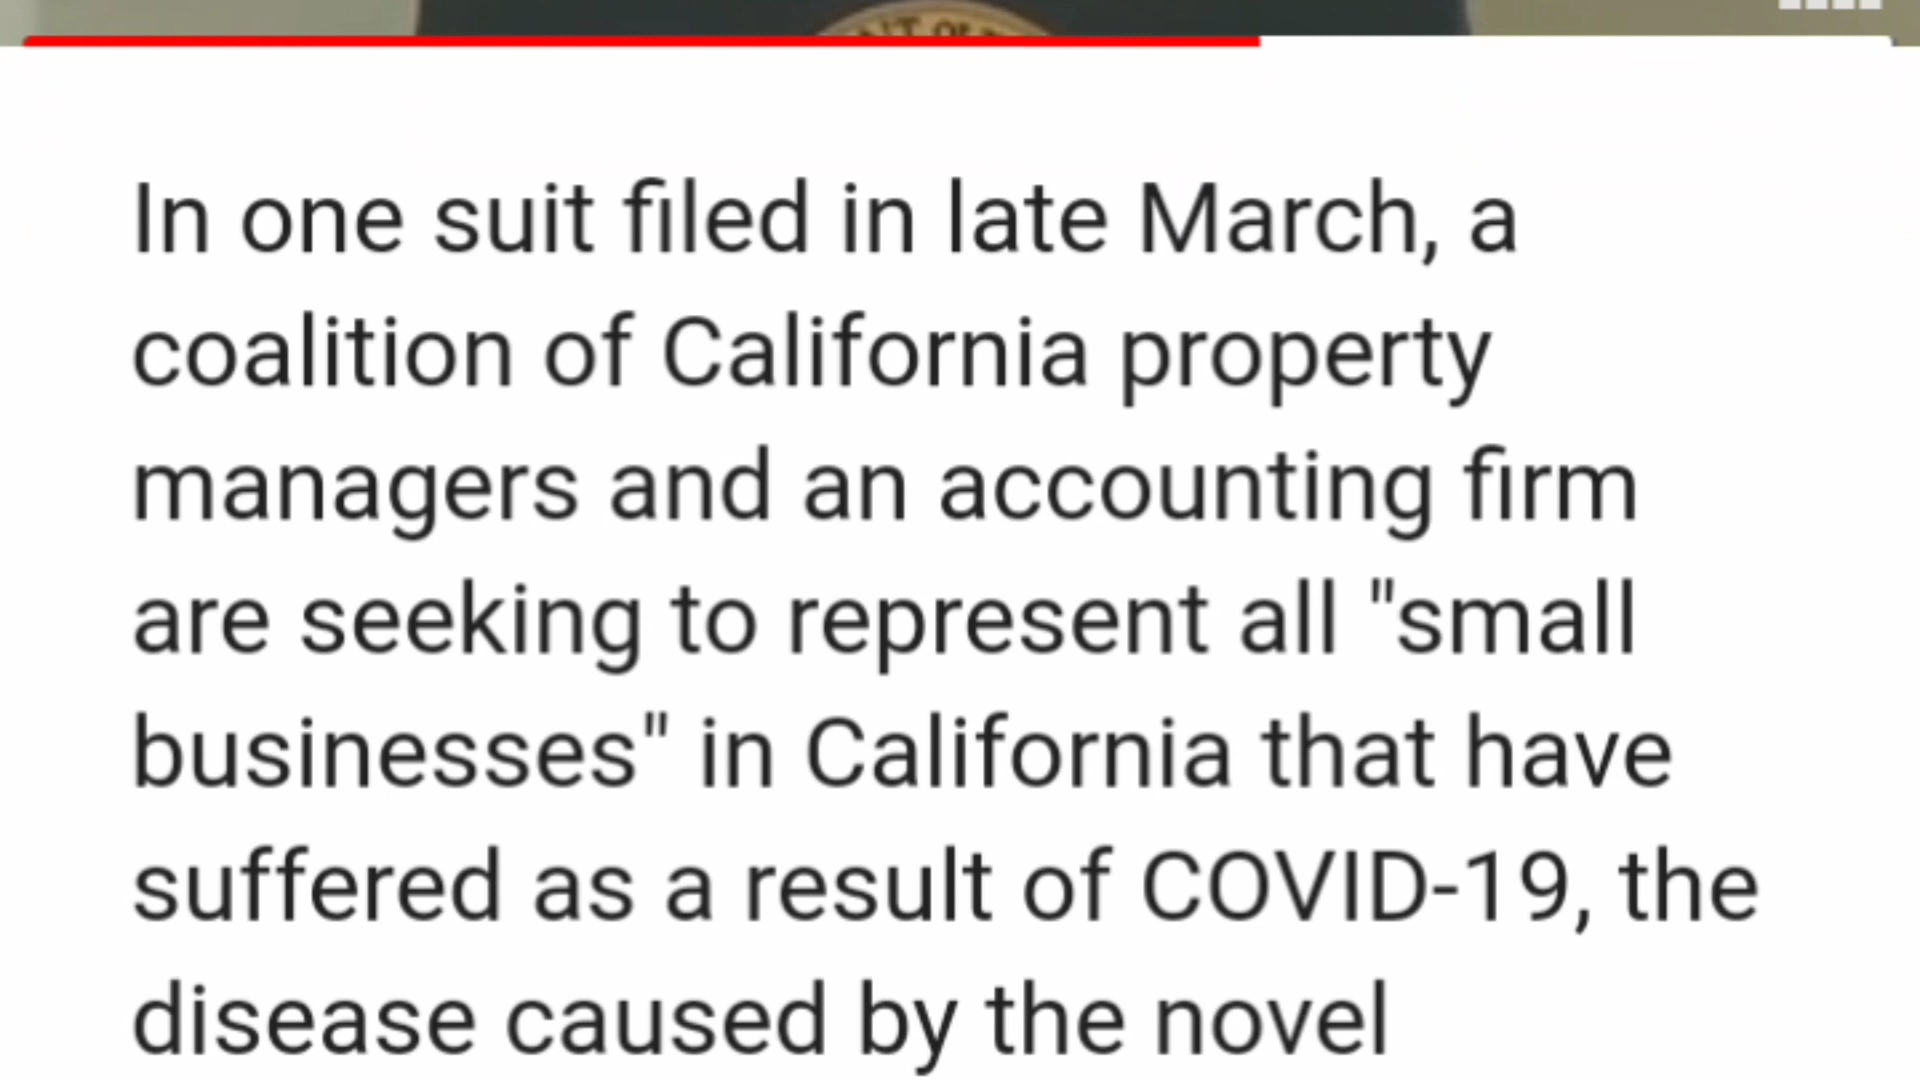 NT OF
In one suit filed in late March, a
coalition of California property
managers and an accounting firm
are seeking to represent all "small
businesses" in California that have
suffered as a result of COVID-19, the
disease caused by the novel